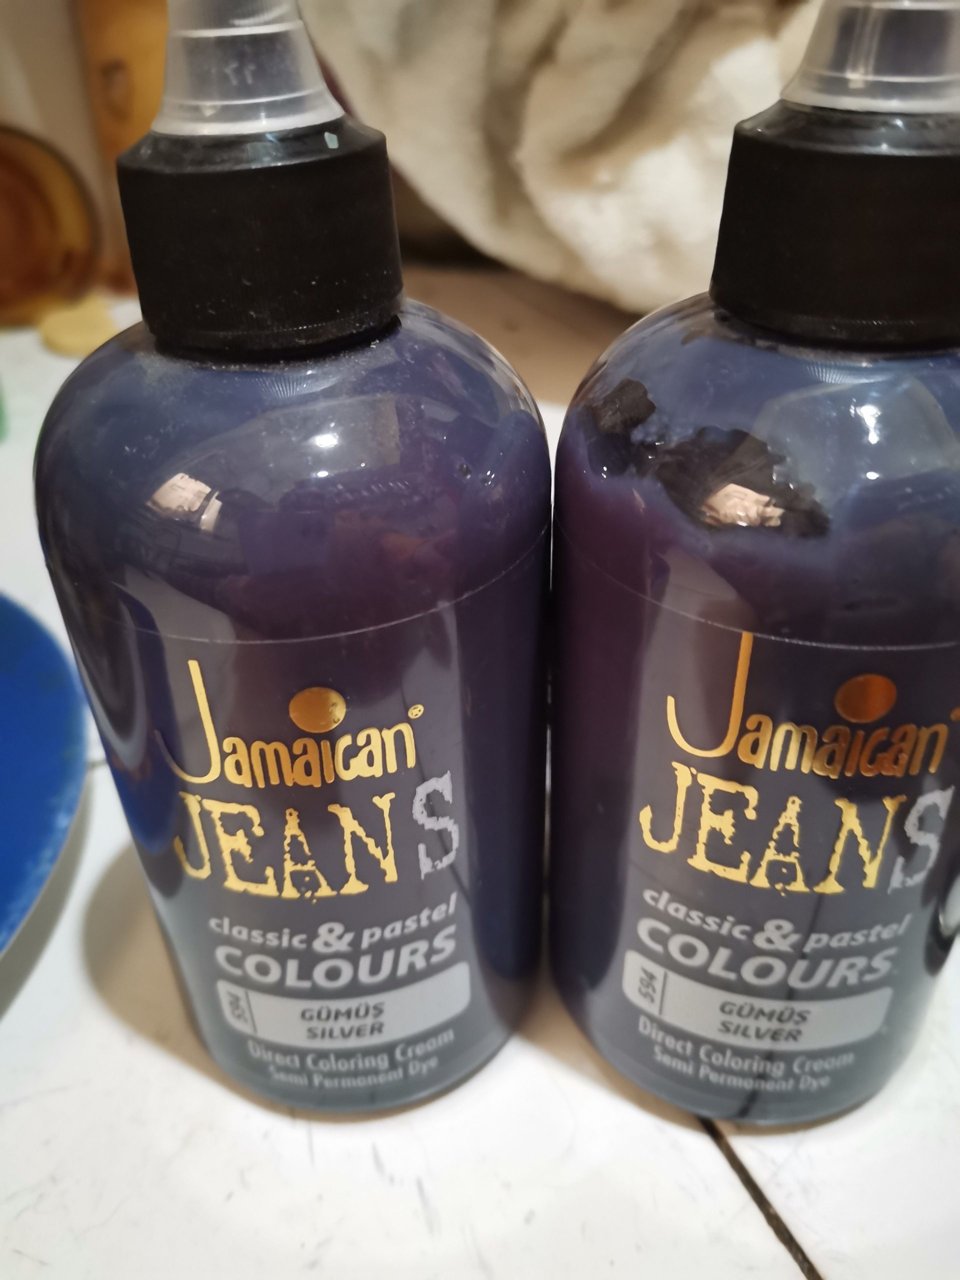 Jamaican®
JEANS
classic & pastel
COLOURS
594
GÜMÜŞ
SILVER
Direct Coloring Cream
Semi Permanent Dye
Jamaican
JEANS
classic & pastel
COLOURS
594
GÜMÜŞ
SILVER
Direct Coloring Cream
Semi Permanent Dye